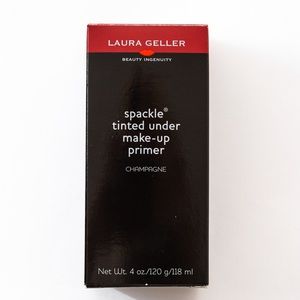 LAURA GELLER
BEAUTY INGENUITY
spackle®
tinted under
make-up
primer
CHAMPAGNE
Net Wt. 4 oz./120 g/118 ml